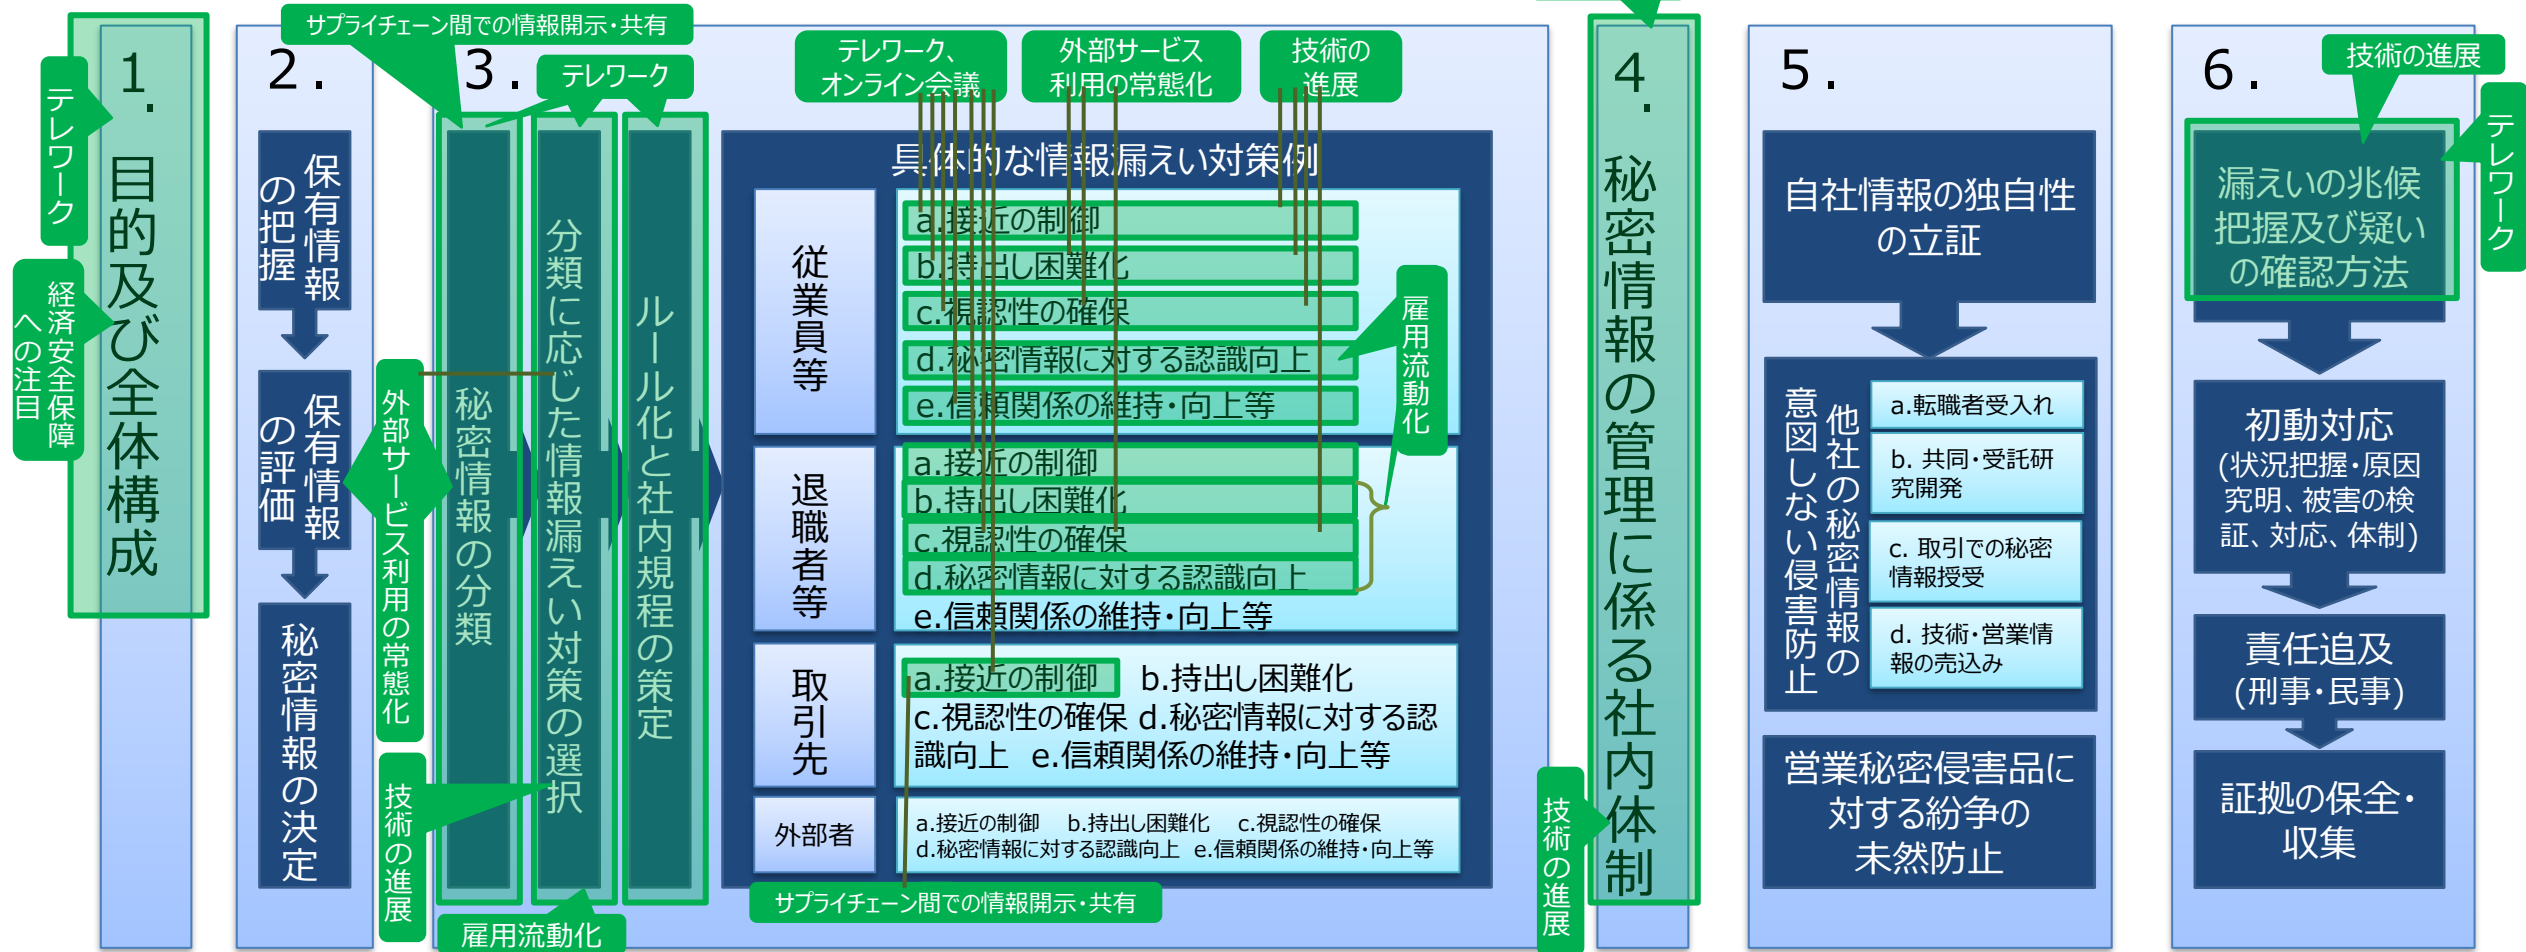 テレワーク
経済安全保障
への注目
1.目的及び全体構成
2.
保有情報
の把握
保有情報
の評価
秘密情報の決定
サプライチェーン間での情報開示・共有
3.
テレワーク
外部サービス利用の常態化
技術の進展
雇用流動化
秘密情報の分類
分類に応じた情報漏えい対策の選択
ルール化と社内規程の策定
テレワーク、
オンライン会議
外部サービス
利用の常態化
技術の
進展
具体的な情報漏えい対策例
従業員等
a.接近の制御
b.持出し困難化
c.視認性の確保
d.秘密情報に対する認識向上
e.信頼関係の維持・向上等
雇用流動化
退職者等
a.接近の制御
b.持出し困難化
c.視認性の確保
d.秘密情報に対する認識向上
e.信頼関係の維持・向上等
取引先
a.接近の制御 b.持出し困難化
c.視認性の確保 d.秘密情報に対する認
識向上 e.信頼関係の維持・向上等
外部者
a.接近の制御 b.持出し困難化 c.視認性の確保
d.秘密情報に対する認識向上 e.信頼関係の維持・向上等
サプライチェーン間での情報開示・共有
4.秘密情報の管理に係る社内体制
技術の進展
5.
自社情報の独自性
の立証
他社の秘密情報の
意図しない侵害防止
a.転職者受入れ
b. 共同・受託研
究開発
c. 取引での秘密
情報授受
d. 技術・営業情
報の売込み
営業秘密侵害品に
対する紛争の
未然防止
6.
技術の進展
テレワーク
漏えいの兆候
把握及び疑い
の確認方法
初動対応
(状況把握・原因
究明、被害の検
証、対応、体制)
責任追及
(刑事・民事)
証拠の保全・
収集